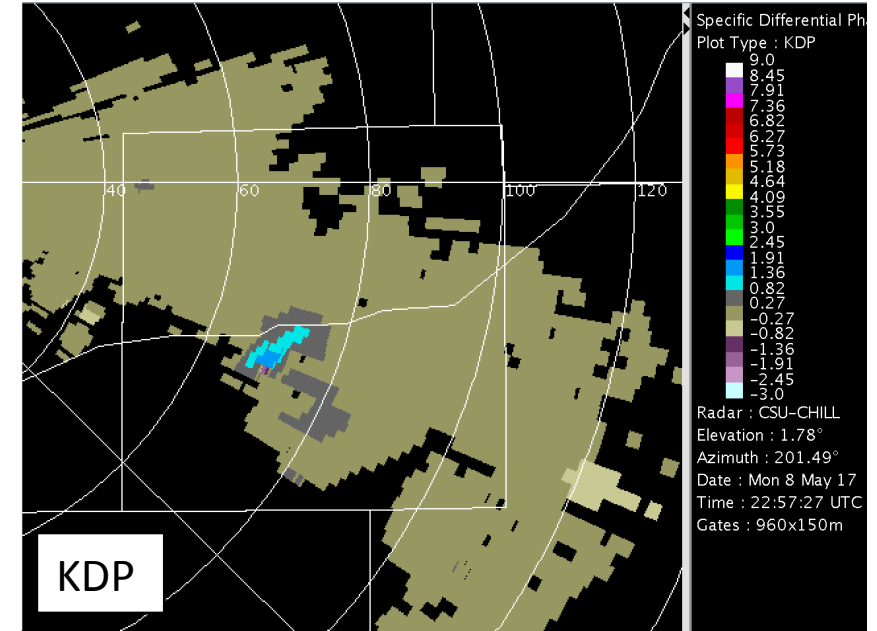 Specific Differential Pha
Plot Type : KDP
9.0
8.45
7.91
7.36
6.82
6.27
5.73
5.18
4.64
4.09
3.55
3.0
2.45
1.91
1.36
0.82
0.27
-0.27
-0.82
-1.36
-1.91
-2.45
-3.0
Radar : CSU-CHILL
Elevation : 1.78°
Azimuth : 201.49°
Date : Mon 8 May 17
Time : 22:57:27 UTC
Gates : 960x150m
40 60 80 100 120
KDP